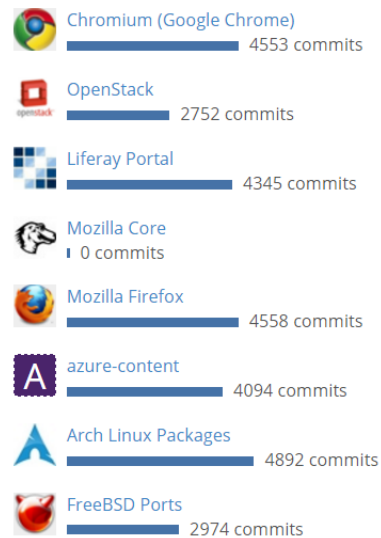 Chromium (Google Chrome)
4553 commits
OpenStack
openstack
2752 commits
Liferay Portal
4345 commits
Mozilla Core
0 commits
Mozilla Firefox
4558 commits
A
azure-content
4094 commits
Arch Linux Packages
4892 commits
FreeBSD Ports
2974 commits